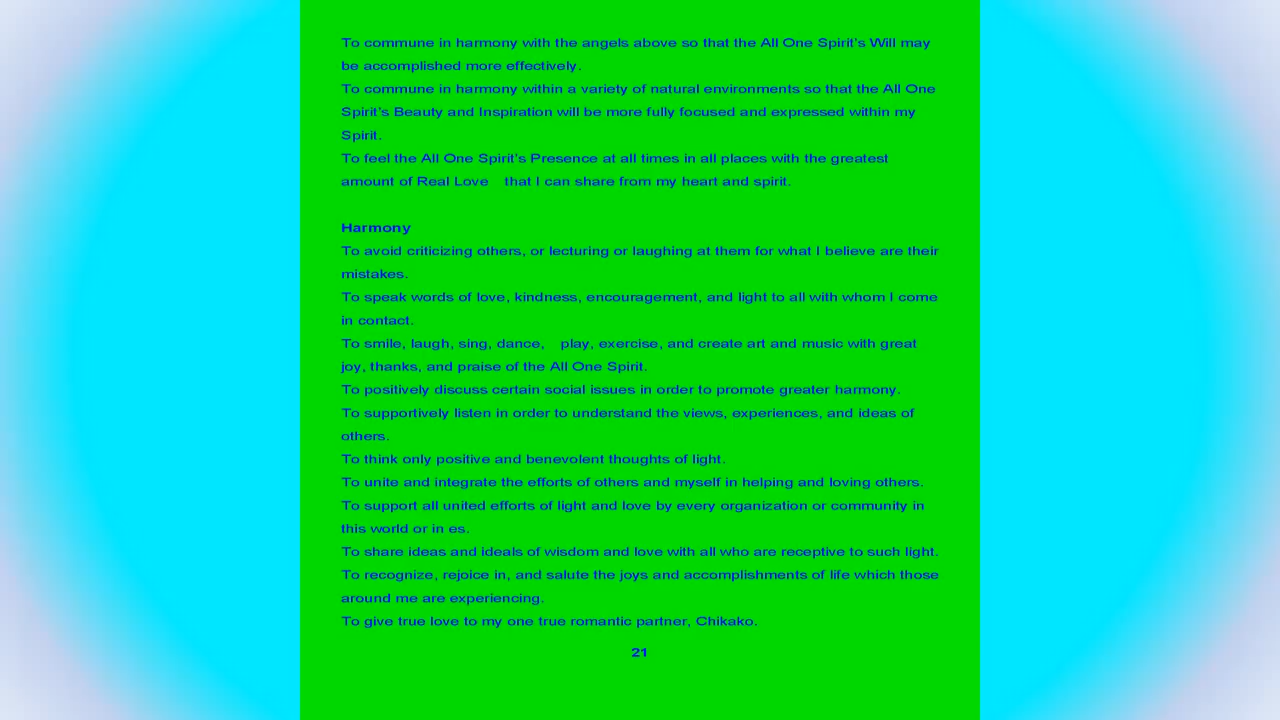 To commune in harmony with the angels above so that the All One Spirit's Will may
be accomplished more effectively.
To commune in harmony within a variety of natural environments so that the All One
Spirit's Beauty and Inspiration will be more fully focused and expressed within my
Spirit.
To feel the All One Spirit's Presence at all times in all places with the greatest
amount of Real Love that I can share from my heart and spirit.
Harmony
To avoid criticizing others, or lecturing or laughing at them for what I believe are their
mistakes.
To speak words of love, kindness, encouragement, and light to all with whom I come
in contact.
To smile, laugh, sing, dance, play, exercise, and create art and music with great
joy, thanks, and praise of the All One Spirit.
To positively discuss certain social issues in order to promote greater harmony.
To supportively listen in order to understand the views, experiences, and ideas of
others.
To think only positive and benevolent thoughts of light.
To unite and integrate the efforts of others and myself in helping and loving others.
To support all united efforts of light and love by every organization or community in
this world or in es.
To share ideas and ideals of wisdom and love with all who are receptive to such light.
To recognize, rejoice in, and salute the joys and accomplishments of life which those
around me are experiencing.
To give true love to my one true romantic partner, Chikako.
21